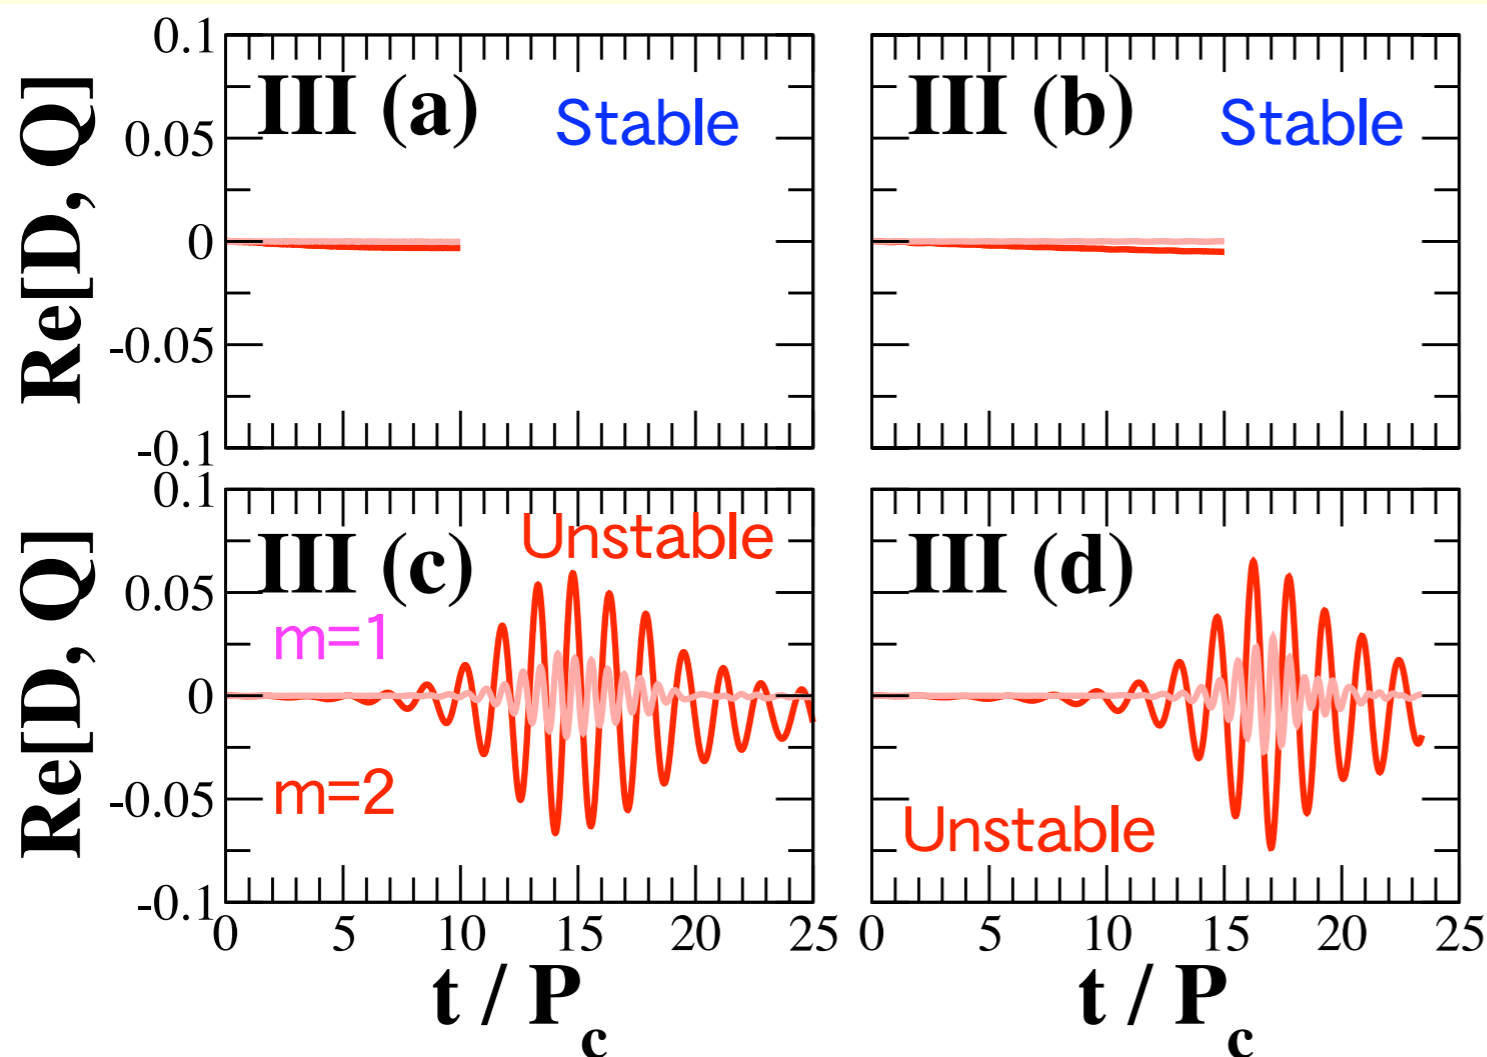 Re[D, Q]
0.1
0.05
0
-0.05
-0.1
III (a)
Stable
III (b)
Stable
Re[D, Q]
0.1
0.05
0
-0.05
-0.1
III (c)
Unstable
m=1
m=2
III (d)
Unstable
0 5 10 15 20 25
0 5 10 15 20 25
t / Pc
t / Pc